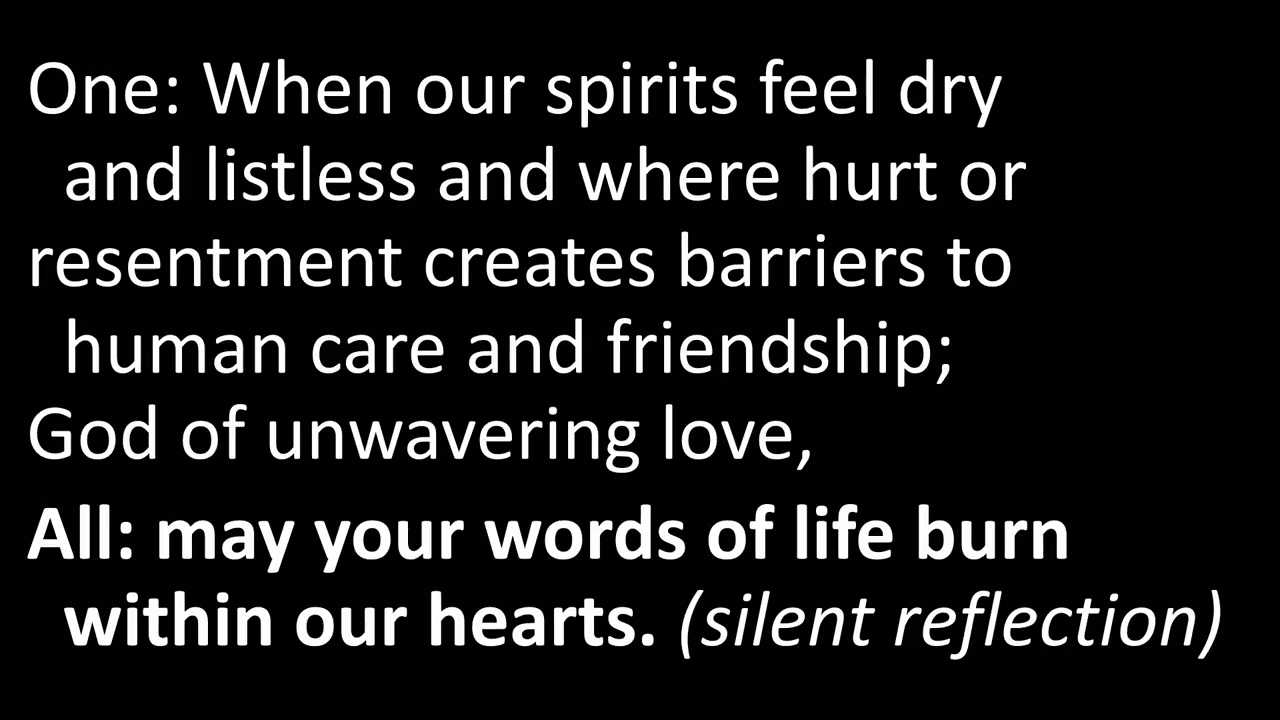 One: When our spirits feel dry
and listless and where hurt or
resentment creates barriers to
human care and friendship;
God of unwavering love,
All: may your words of life burn
within our hearts. (silent reflection)